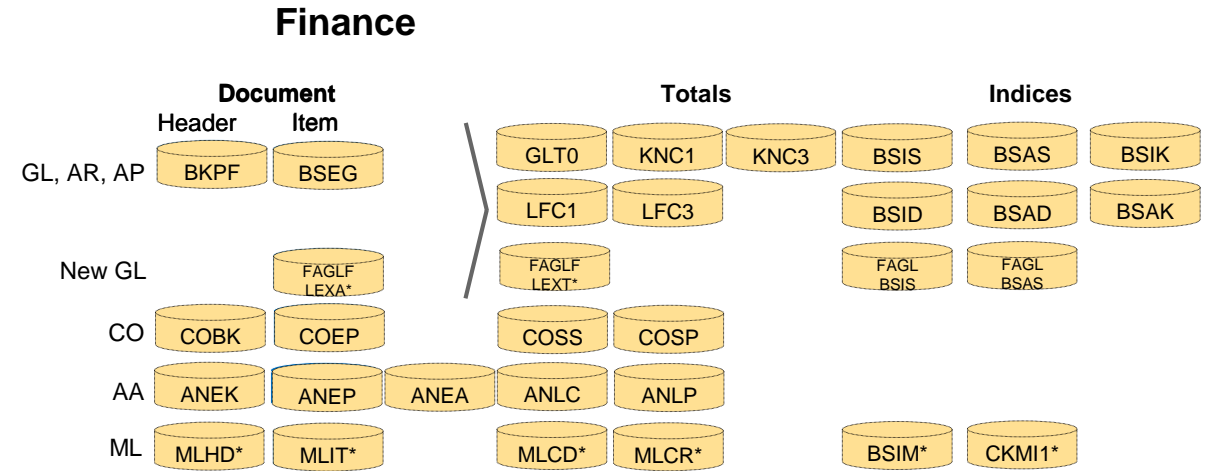 Finance
Document Totals Indices
Header Item
GL, AR, AP BKPF BSEG GLT0 KNC1 KNC3 BSIS BSAS BSIK
LFC1 LFC3 BSID BSAD BSAK
New GL FAGLF LEXA* FAGLF LEXT* FAGL BSIS FAGL BSAS
CO COBK COEP COSS COSP
AA ANEK ANEP ANEA ANLC ANLP
ML MLHD* MLIT* MLCD* MLCR* BSIM* CKMI1*